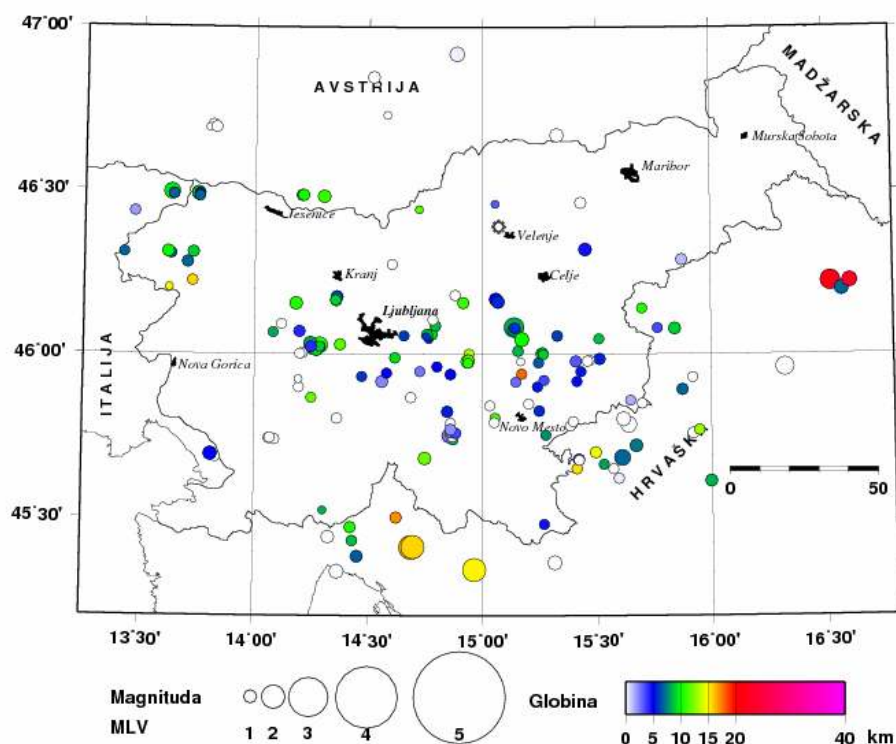 47°00'
46°30'
46°00'
45°30'
13°30'
14°00'
14°30'
15°00'
15°30'
16°00'
16°30'
AVSTRIJA
MADŽARSKA
ITALIJA
HRVAŠKA
Murska Sobota
Maribor
Jesenice
Velenje
Kranj
Celje
Ljubljana
Nova Gorica
Novo Mesto
0 50
Magnituda
MLV
1 2 3 4 5
Globina
0 5 10 15 20 40 km